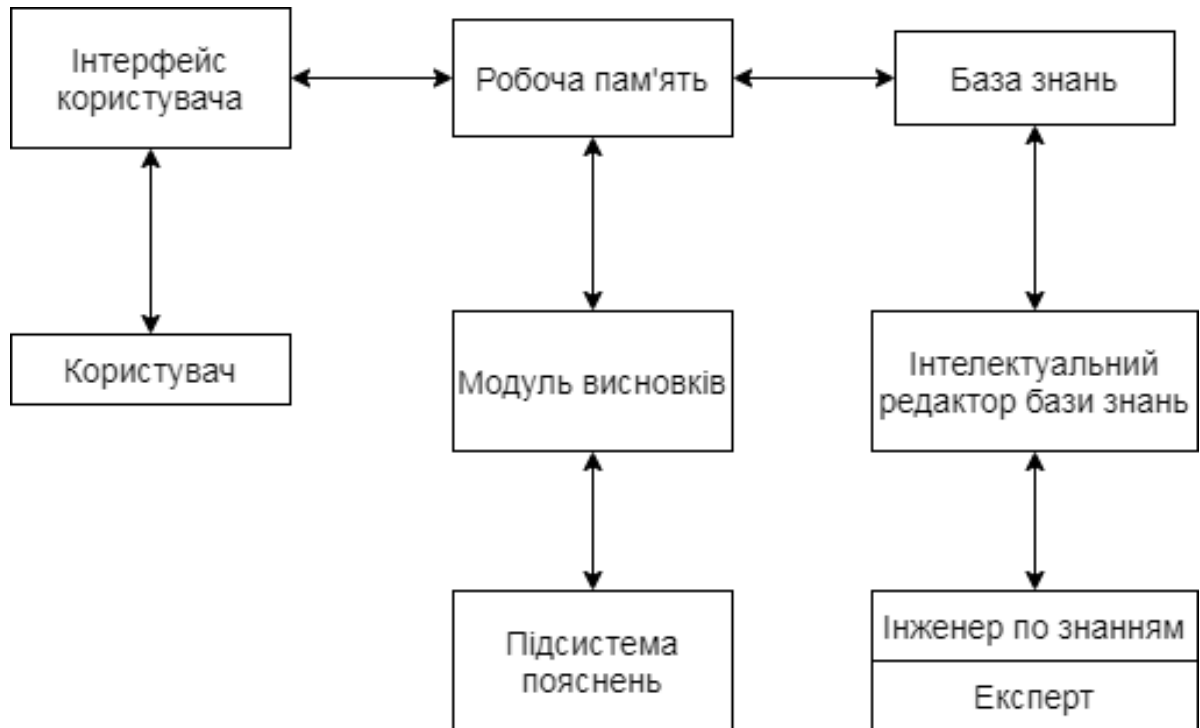 Інтерфейс
користувача
Робоча пам'ять
База знань
Користувач
Модуль висновків
Інтелектуальний
редактор бази знань
Підсистема
пояснень
Інженер по знанням
Експерт